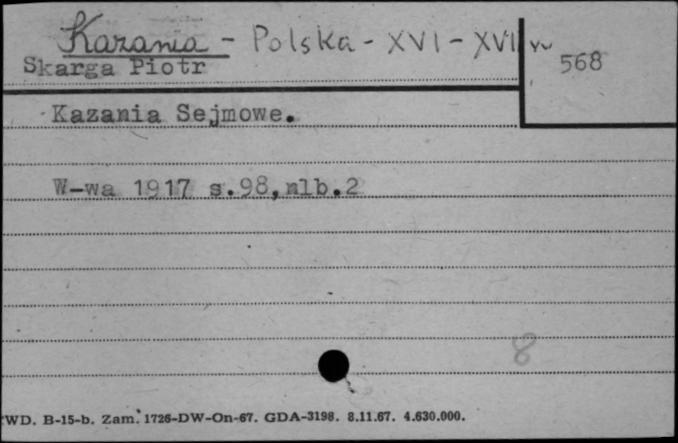 Kazania - Polska - XVI - XVII w
Skarga Piotr
568
Kazania Sejmowe.
W-wa 1917 s.98,nlb.2
8
WD. B-15-b. Zam. 1726-DW-On-67. GDA-3198. 8.11.67. 4.630.000.